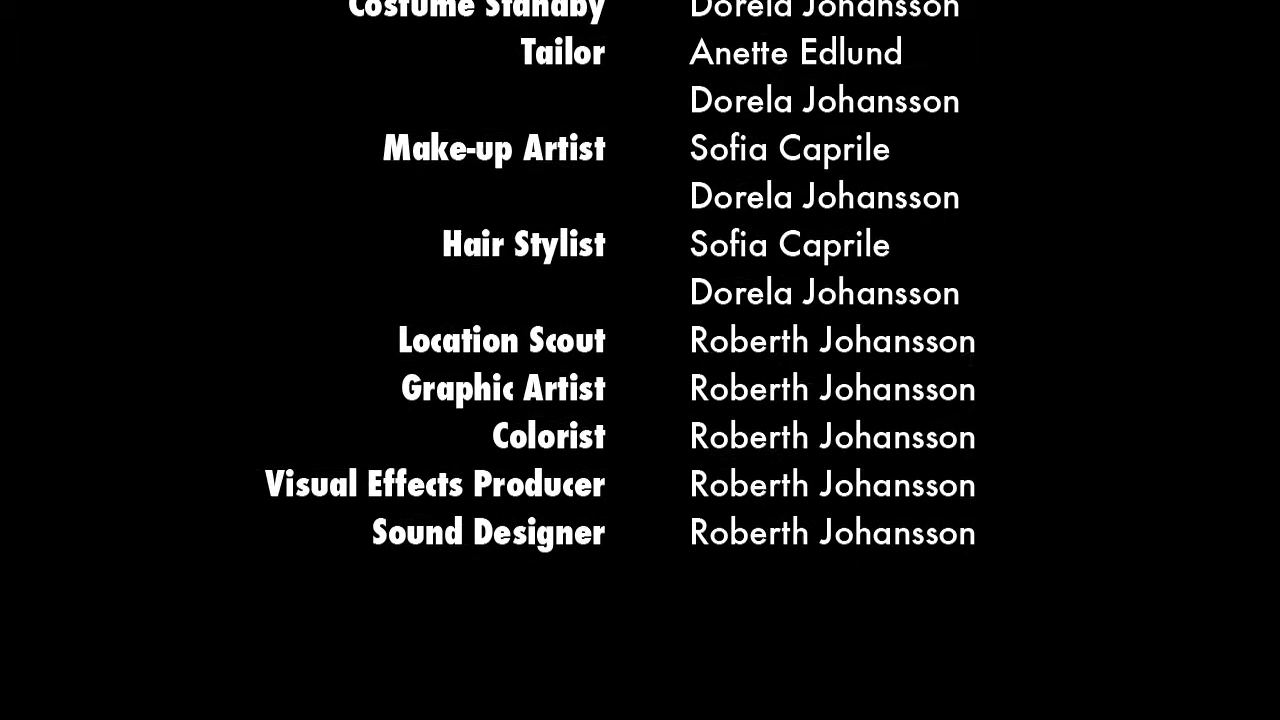 Costume Standby Dorela Johansson
Tailor Anette Edlund
Dorela Johansson
Make-up Artist Sofia Caprile
Dorela Johansson
Hair Stylist Sofia Caprile
Dorela Johansson
Location Scout Roberth Johansson
Graphic Artist Roberth Johansson
Colorist Roberth Johansson
Visual Effects Producer Roberth Johansson
Sound Designer Roberth Johansson